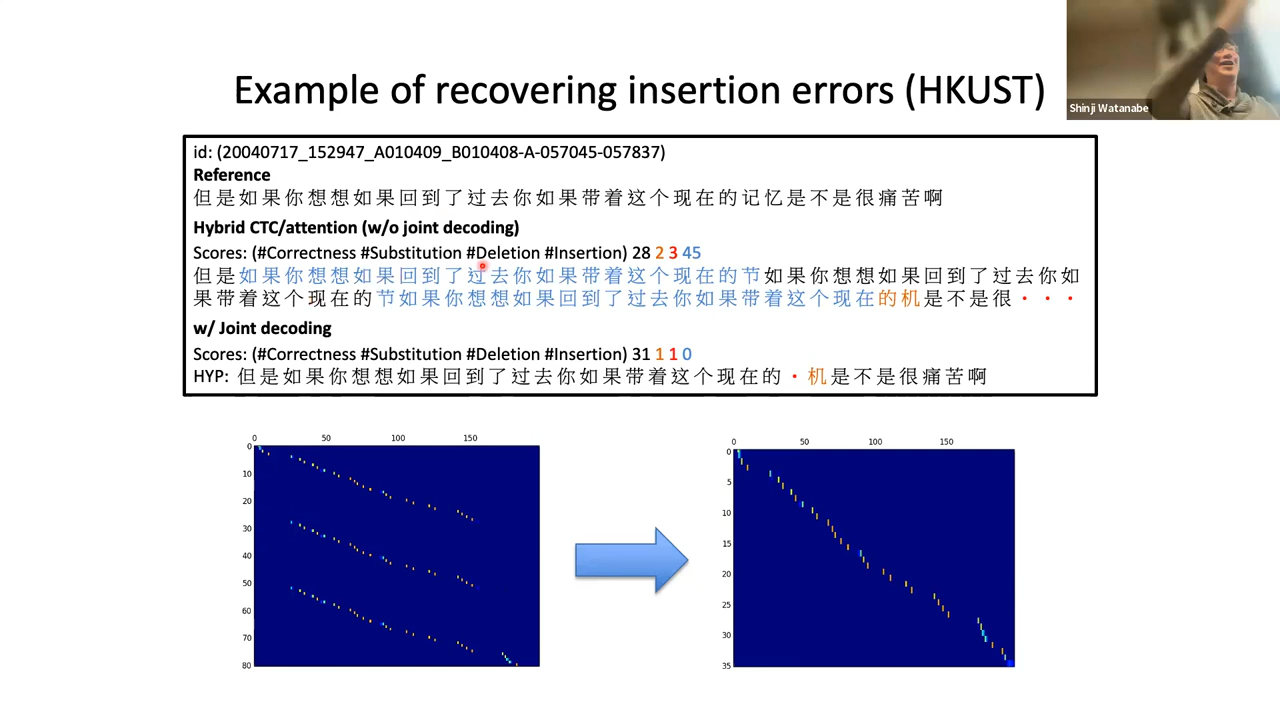 Example of recovering insertion errors (HKUST)
Shinji Watanabe
id: (20040717_152947_A010409_B010408-A-057045-057837)
Reference
但是如果你想想如果回到了过去你如果带着这个现在的记忆是不是很痛苦啊
Hybrid CTC/attention (w/o joint decoding)
Scores: (#Correctness #Substitution #Deletion #Insertion) 28 2 3 45
但是如果你想想如果回到了过去你如果带着这个现在的节如果你想想如果回到了过去你如
果带着这个现在的节如果你想想如果回到了过去你如果带着这个现在的机是不是很・・・
w/ Joint decoding
Scores: (#Correctness #Substitution #Deletion #Insertion) 31 1 1 0
HYP: 但是如果你想想如果回到了过去你如果带着这个现在的・机是不是很痛苦啊
0 50 100 150
0
10
20
30
40
50
60
70
80
0 50 100 150
0
5
10
15
20
25
30
35